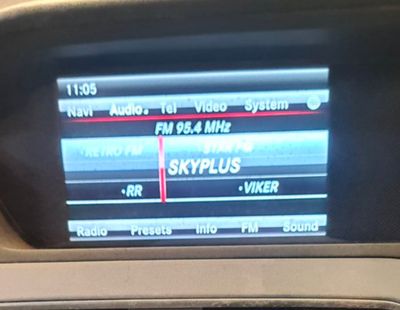 11:05
Navi Audio Tel Video System
FM 95.4 MHz
•RETRO FM STAR FM
SKYPLUS
•RR •VIKER
Radio Presets Info FM Sound